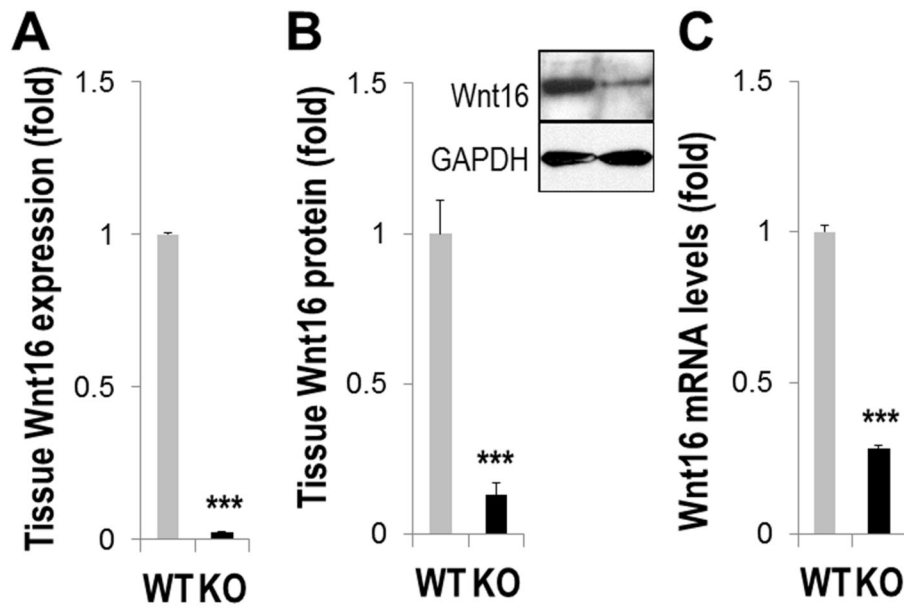 A
Tissue Wnt16 expression (fold)
1.5
1
0.5
0
***
WT KO
B
Tissue Wnt16 protein (fold)
1.5
1
0.5
0
***
WT KO
Wnt16
GAPDH
C
Wnt16 mRNA levels (fold)
1.5
1
0.5
0
***
WT KO